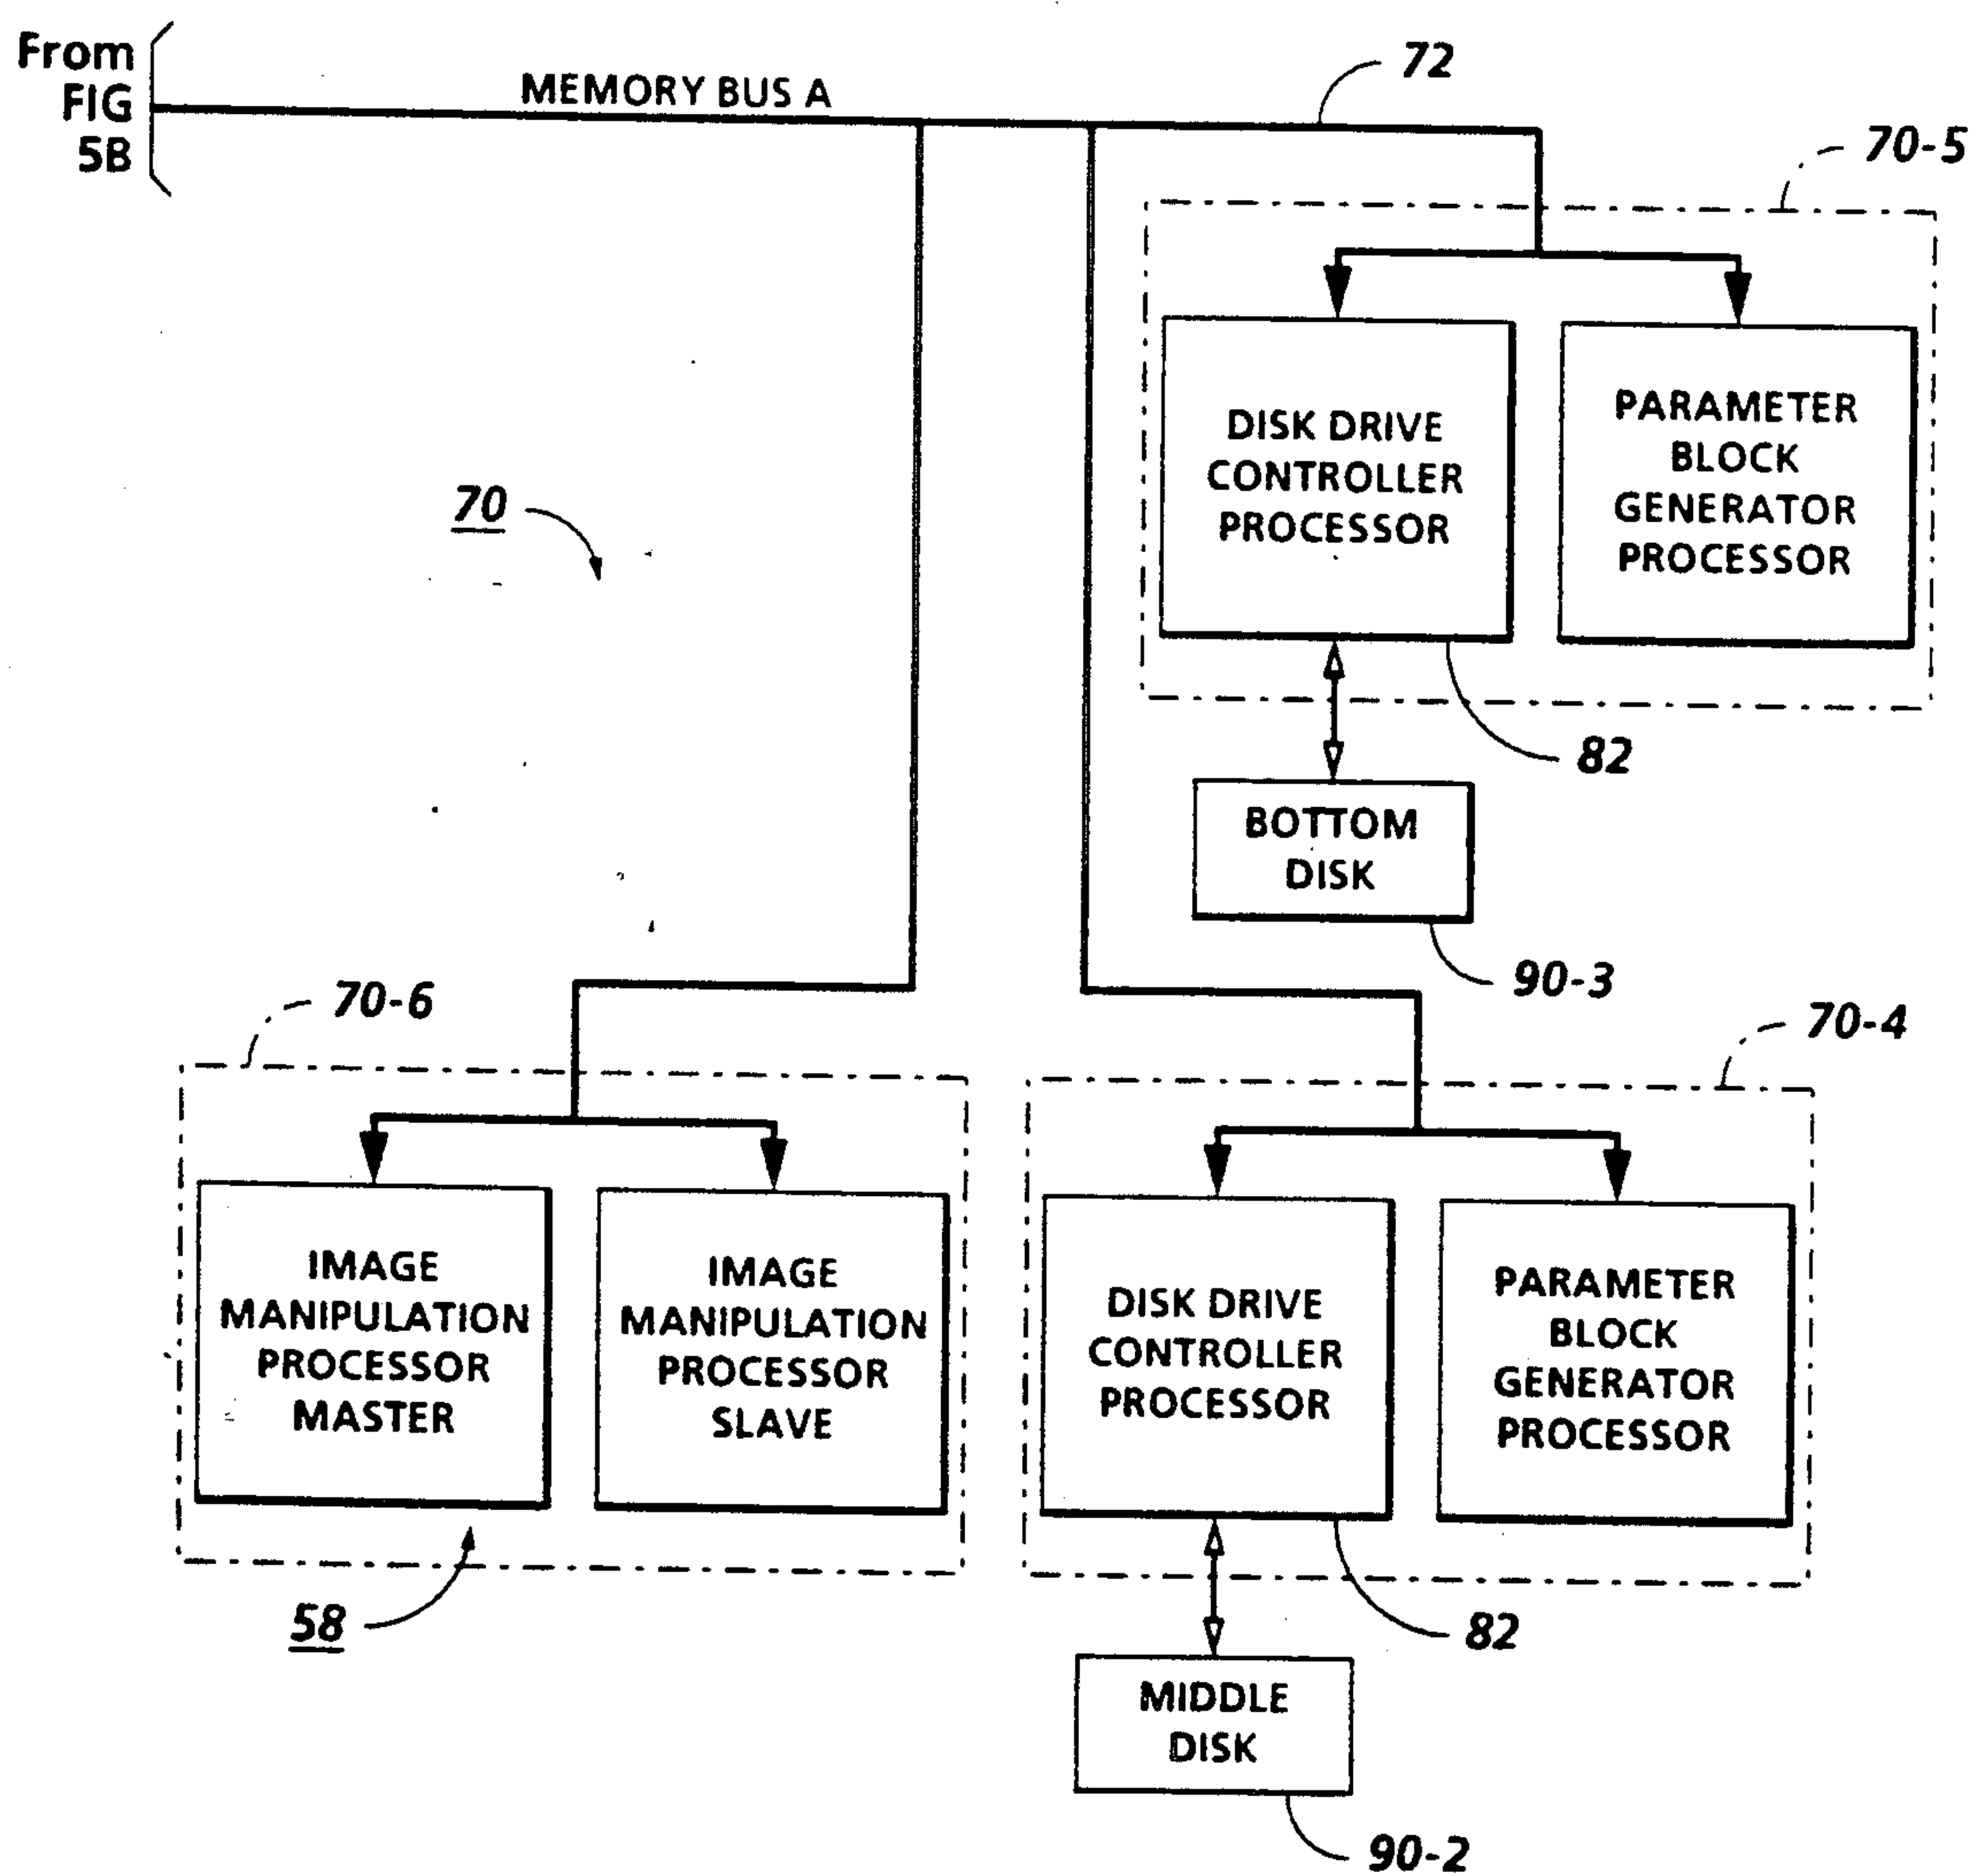 From
FIG
5B
MEMORY BUS A
72
70-5
DISK DRIVE
CONTROLLER
PROCESSOR
PARAMETER
BLOCK
GENERATOR
PROCESSOR
70
82
BOTTOM
DISK
90-3
70-6
70-4
IMAGE
MANIPULATION
PROCESSOR
MASTER
IMAGE
MANIPULATION
PROCESSOR
SLAVE
DISK DRIVE
CONTROLLER
PROCESSOR
PARAMETER
BLOCK
GENERATOR
PROCESSOR
58
82
MIDDLE
DISK
90-2